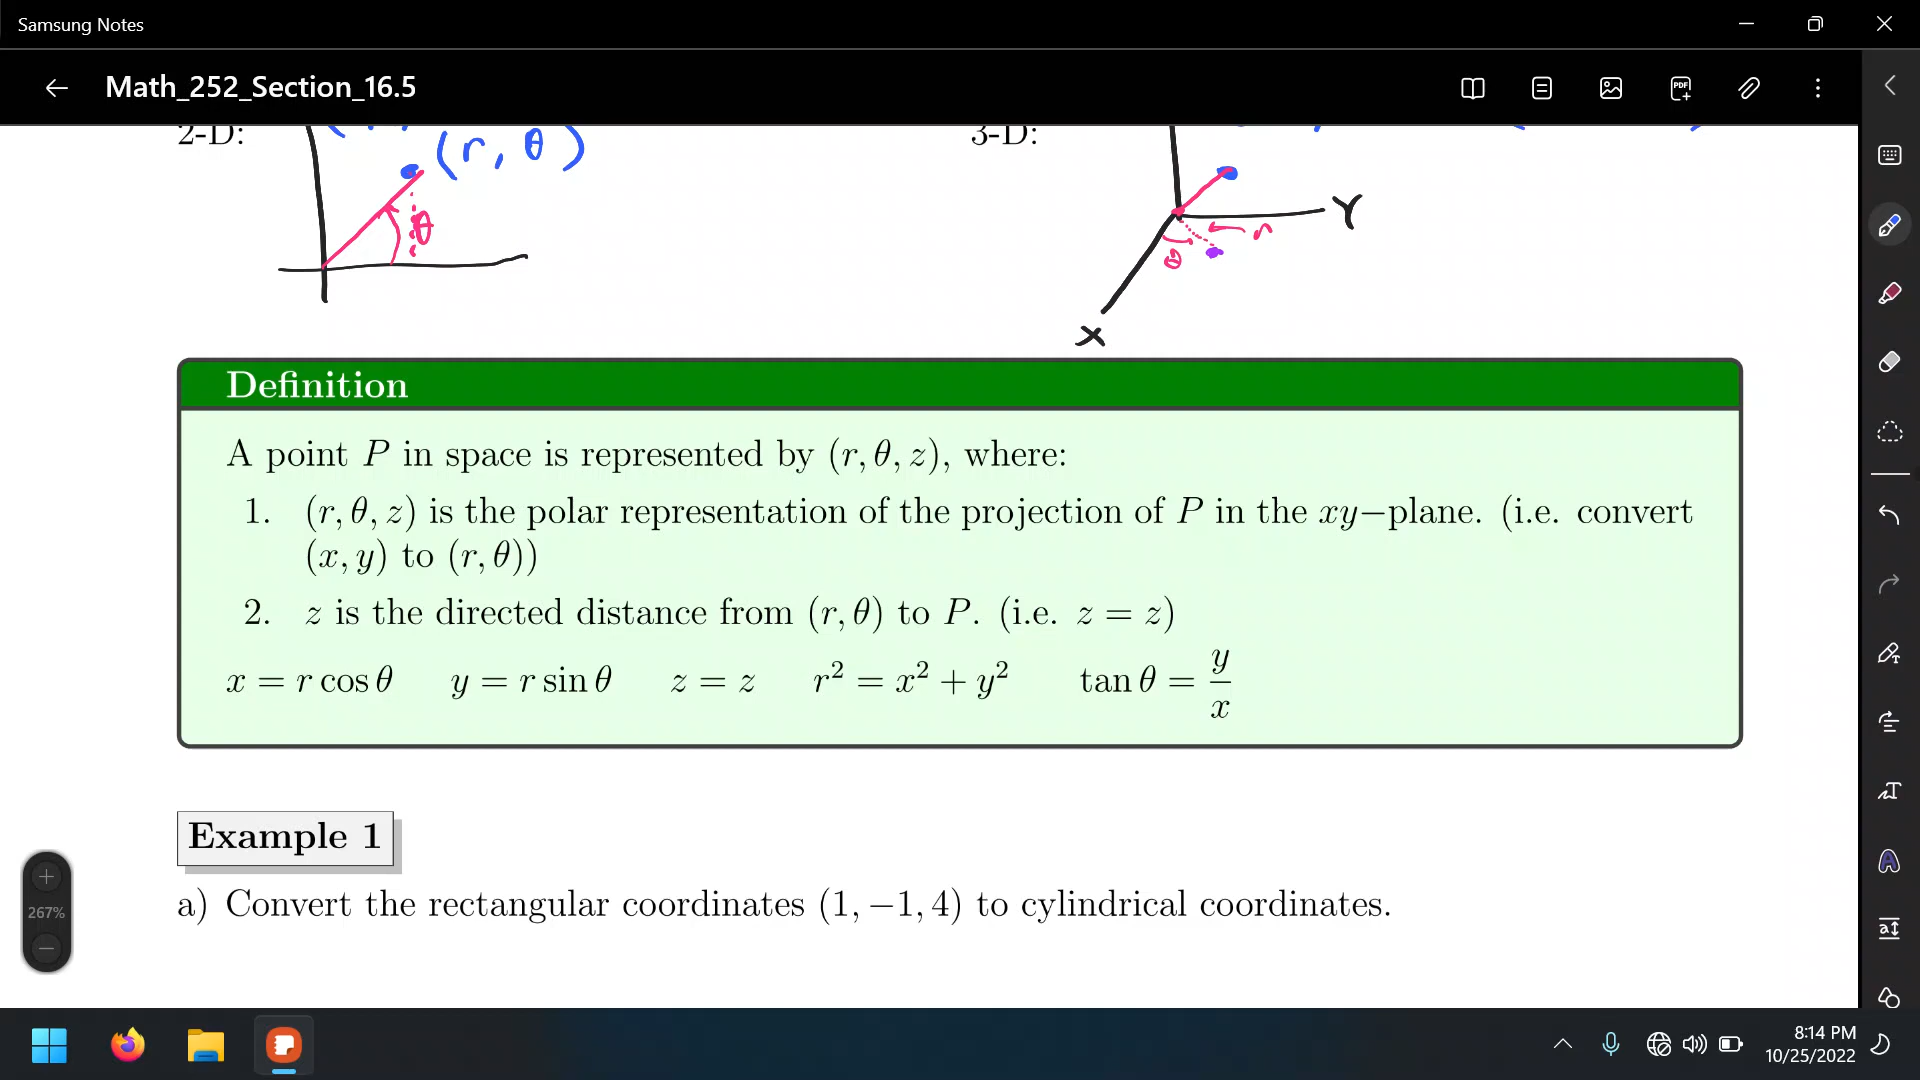 Samsung Notes
Math_252_Section_16.5
2-D:
(r, θ)
θ
3-D:
Y
r
θ
X
Definition
A point P in space is represented by (r, θ, z), where:
1. (r, θ, z) is the polar representation of the projection of P in the xy−plane. (i.e. convert
(x, y) to (r, θ))
2. z is the directed distance from (r, θ) to P. (i.e. z = z)
x = r cos θ y = r sin θ z = z r² = x² + y² tan θ = y/x
Example 1
a) Convert the rectangular coordinates (1, −1, 4) to cylindrical coordinates.
267%
8:14 PM
10/25/2022